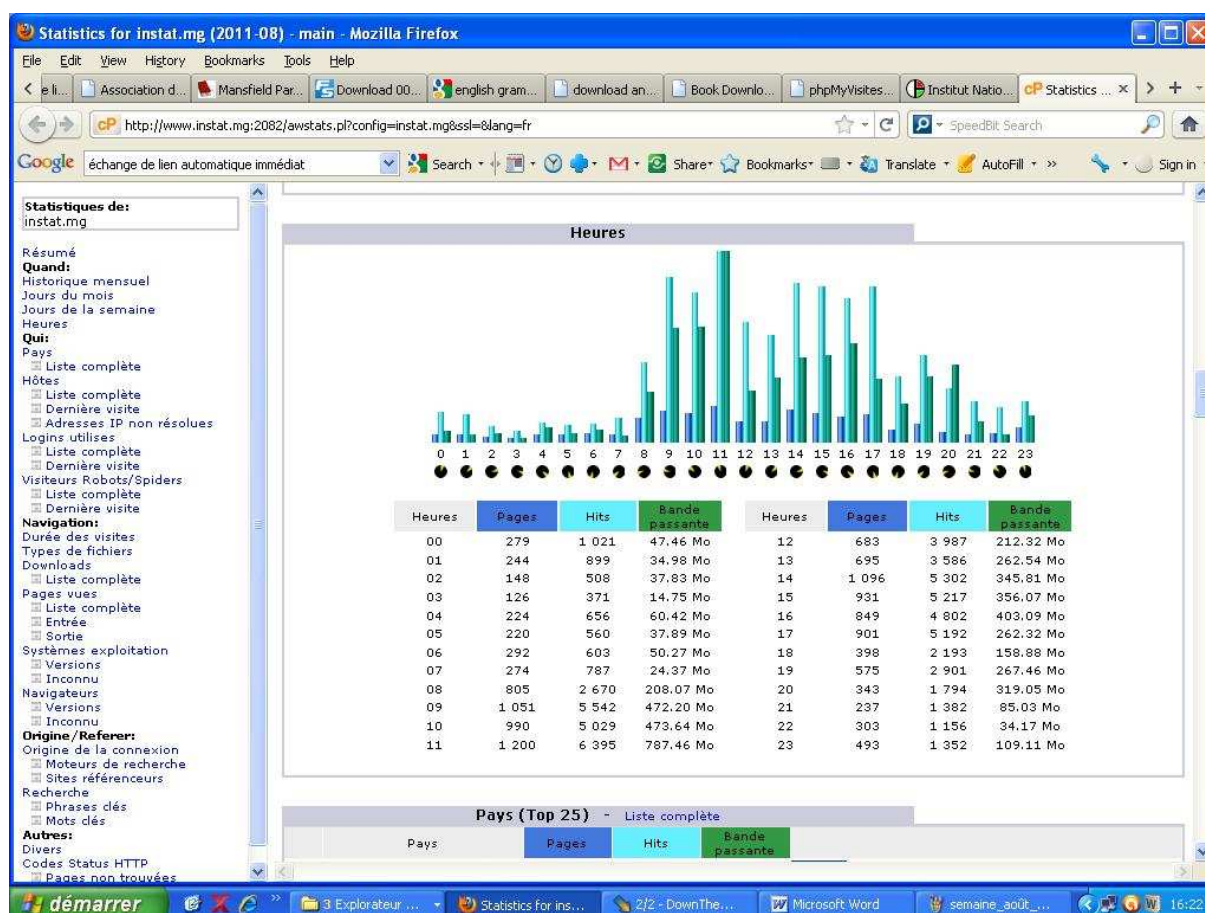 Statistics for instat.mg (2011-08) - main - Mozilla Firefox
File Edit View History Bookmarks Tools Help
e li... Association d... Mansfield Par... Download 00... english gram... download an... Book Downlo... phpMyVisites... Institut Natio... cP Statistics ...
cP http://www.instat.mg:2082/awstats.pl?config=instat.mg&ssl=&lang=fr SpeedBit Search
Google échange de lien automatique immédiat Search Share Bookmarks Translate AutoFill » Sign in
Statistiques de:
instat.mg
Résumé
Quand:
Historique mensuel
Jours du mois
Jours de la semaine
Heures
Qui:
Pays
Liste complète
Hôtes
Liste complète
Dernière visite
Adresses IP non résolues
Logins utilises
Liste complète
Dernière visite
Visiteurs Robots/Spiders
Liste complète
Dernière visite
Navigation:
Durée des visites
Types de fichiers
Downloads
Liste complète
Pages vues
Liste complète
Entrée
Sortie
Systèmes exploitation
Versions
Inconnu
Navigateurs
Versions
Inconnu
Origine/Referer:
Origine de la connexion
Moteurs de recherche
Sites référenceurs
Recherche
Phrases clés
Mots clés
Autres:
Divers
Codes Status HTTP
Pages non trouvées
Heures
0 1 2 3 4 5 6 7 8 9 10 11 12 13 14 15 16 17 18 19 20 21 22 23
Heures Pages Hits Bande passante Heures Pages Hits Bande passante
00 279 1 021 47.46 Mo 12 683 3 987 212.32 Mo
01 244 899 34.98 Mo 13 695 3 586 262.54 Mo
02 148 508 37.83 Mo 14 1 096 5 302 345.81 Mo
03 126 371 14.75 Mo 15 931 5 217 356.07 Mo
04 224 656 60.42 Mo 16 849 4 802 403.09 Mo
05 220 560 37.89 Mo 17 901 5 192 262.32 Mo
06 292 603 50.27 Mo 18 398 2 193 158.88 Mo
07 274 787 24.37 Mo 19 575 2 901 267.46 Mo
08 805 2 670 208.07 Mo 20 343 1 794 319.05 Mo
09 1 051 5 542 472.20 Mo 21 237 1 382 85.03 Mo
10 990 5 029 473.64 Mo 22 303 1 156 34.17 Mo
11 1 200 6 395 787.46 Mo 23 493 1 352 109.11 Mo
Pays (Top 25) - Liste complète
Pays Pages Hits Bande passante
démarrer » 3 Explorateur ... Statistics for ins... 2/2 - DownThe... Microsoft Word semaine_août_... 16:22